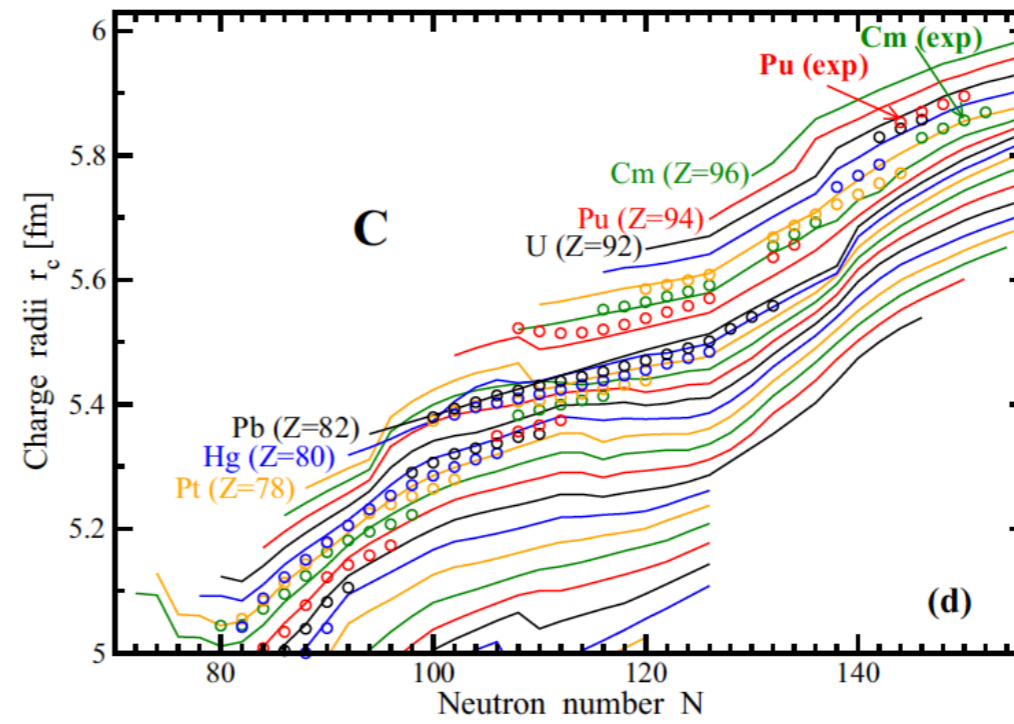 6
5.8
5.6
5.4
5.2
5
Charge radii r_c [fm]
Cm (exp)
Pu (exp)
Cm (Z=96)
C
Pu (Z=94)
U (Z=92)
Pb (Z=82)
Hg (Z=80)
Pt (Z=78)
(d)
80
100
120
140
Neutron number N